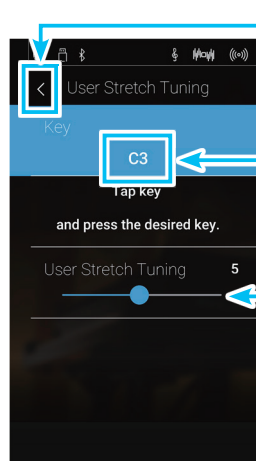 User Stretch Tuning
Key
C3
Tap key
and press the desired key.
User Stretch Tuning 5